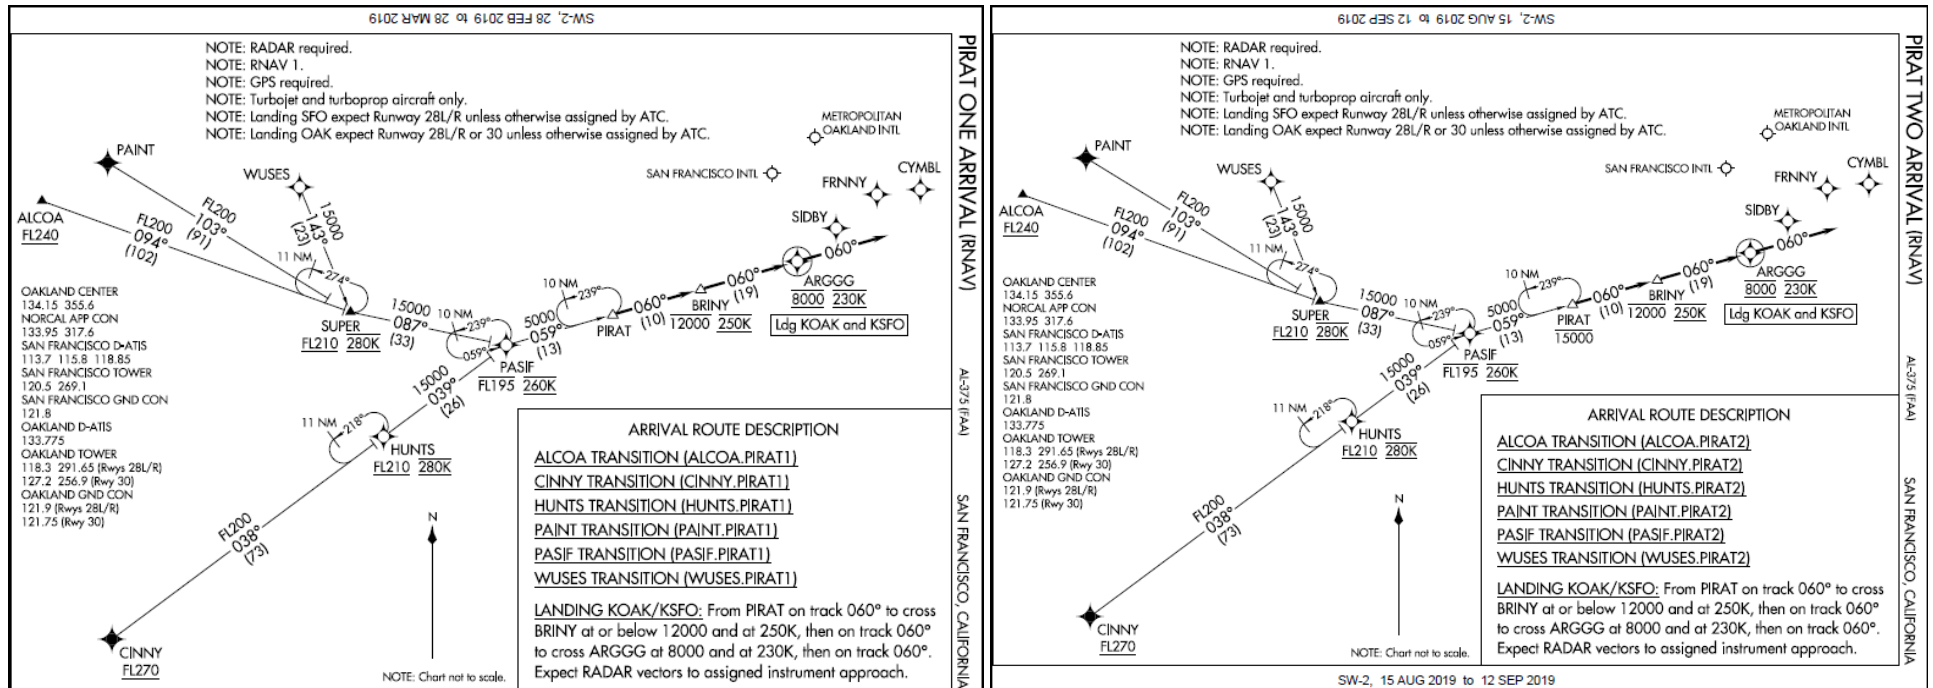 SW-2, 28 FEB 2019 to 28 MAR 2019
NOTE: RADAR required.
NOTE: RNAV 1.
NOTE: GPS required.
NOTE: Turbojet and turboprop aircraft only.
NOTE: Landing SFO expect Runway 28L/R unless otherwise assigned by ATC.
NOTE: Landing OAK expect Runway 28L/R or 30 unless otherwise assigned by ATC.
PIRAT ONE ARRIVAL (RNAV)
AL-375 (FAA)
SAN FRANCISCO, CALIFORNIA
METROPOLITAN
OAKLAND INTL
SAN FRANCISCO INTL
PAINT
WUSES
CYMBL
FRNNY
SIDBY
ALCOA
FL240
FL200
103°
(91)
FL200
094°
(102)
15000
143°
(23)
11 NM
274°
SUPER
FL210 280K
15000
087°
(33)
10 NM
239°
059°
PASIF
FL195 260K
5000
059°
(13)
10 NM
239°
PIRAT
060°
(10)
BRINY
12000 250K
060°
(19)
ARGGG
8000 230K
060°
Ldg KOAK and KSFO
15000
039°
(26)
11 NM
218°
HUNTS
FL210 280K
FL200
038°
(73)
CINNY
FL270
N
NOTE: Chart not to scale.
OAKLAND CENTER
134.15 355.6
NORCAL APP CON
133.95 317.6
SAN FRANCISCO D-ATIS
113.7 115.8 118.85
SAN FRANCISCO TOWER
120.5 269.1
SAN FRANCISCO GND CON
121.8
OAKLAND D-ATIS
133.775
OAKLAND TOWER
118.3 291.65 (Rwys 28L/R)
127.2 256.9 (Rwy 30)
OAKLAND GND CON
121.9 (Rwys 28L/R)
121.75 (Rwy 30)
ARRIVAL ROUTE DESCRIPTION
ALCOA TRANSITION (ALCOA.PIRAT1)
CINNY TRANSITION (CINNY.PIRAT1)
HUNTS TRANSITION (HUNTS.PIRAT1)
PAINT TRANSITION (PAINT.PIRAT1)
PASIF TRANSITION (PASIF.PIRAT1)
WUSES TRANSITION (WUSES.PIRAT1)
LANDING KOAK/KSFO: From PIRAT on track 060° to cross
BRINY at or below 12000 and at 250K, then on track 060°
to cross ARGGG at 8000 and at 230K, then on track 060°.
Expect RADAR vectors to assigned instrument approach.
SW-2, 15 AUG 2019 to 12 SEP 2019
NOTE: RADAR required.
NOTE: RNAV 1.
NOTE: GPS required.
NOTE: Turbojet and turboprop aircraft only.
NOTE: Landing SFO expect Runway 28L/R unless otherwise assigned by ATC.
NOTE: Landing OAK expect Runway 28L/R or 30 unless otherwise assigned by ATC.
PIRAT TWO ARRIVAL (RNAV)
AL-375 (FAA)
SAN FRANCISCO, CALIFORNIA
METROPOLITAN
OAKLAND INTL
SAN FRANCISCO INTL
PAINT
WUSES
CYMBL
FRNNY
SIDBY
ALCOA
FL240
FL200
103°
(91)
FL200
094°
(102)
15000
143°
(23)
11 NM
274°
SUPER
FL210 280K
15000
087°
(33)
10 NM
239°
059°
PASIF
FL195 260K
5000
059°
(13)
10 NM
239°
PIRAT
15000
060°
(10)
BRINY
12000 250K
060°
(19)
ARGGG
8000 230K
060°
Ldg KOAK and KSFO
15000
039°
(26)
11 NM
218°
HUNTS
FL210 280K
FL200
038°
(73)
CINNY
FL270
N
NOTE: Chart not to scale.
OAKLAND CENTER
134.15 355.6
NORCAL APP CON
133.95 317.6
SAN FRANCISCO D-ATIS
113.7 115.8 118.85
SAN FRANCISCO TOWER
120.5 269.1
SAN FRANCISCO GND CON
121.8
OAKLAND D-ATIS
133.775
OAKLAND TOWER
118.3 291.65 (Rwys 28L/R)
127.2 256.9 (Rwy 30)
OAKLAND GND CON
121.9 (Rwys 28L/R)
121.75 (Rwy 30)
ARRIVAL ROUTE DESCRIPTION
ALCOA TRANSITION (ALCOA.PIRAT2)
CINNY TRANSITION (CINNY.PIRAT2)
HUNTS TRANSITION (HUNTS.PIRAT2)
PAINT TRANSITION (PAINT.PIRAT2)
PASIF TRANSITION (PASIF.PIRAT2)
WUSES TRANSITION (WUSES.PIRAT2)
LANDING KOAK/KSFO: From PIRAT on track 060° to cross
BRINY at or below 12000 and at 250K, then on track 060°
to cross ARGGG at 8000 and at 230K, then on track 060°.
Expect RADAR vectors to assigned instrument approach.
SW-2, 15 AUG 2019 to 12 SEP 2019